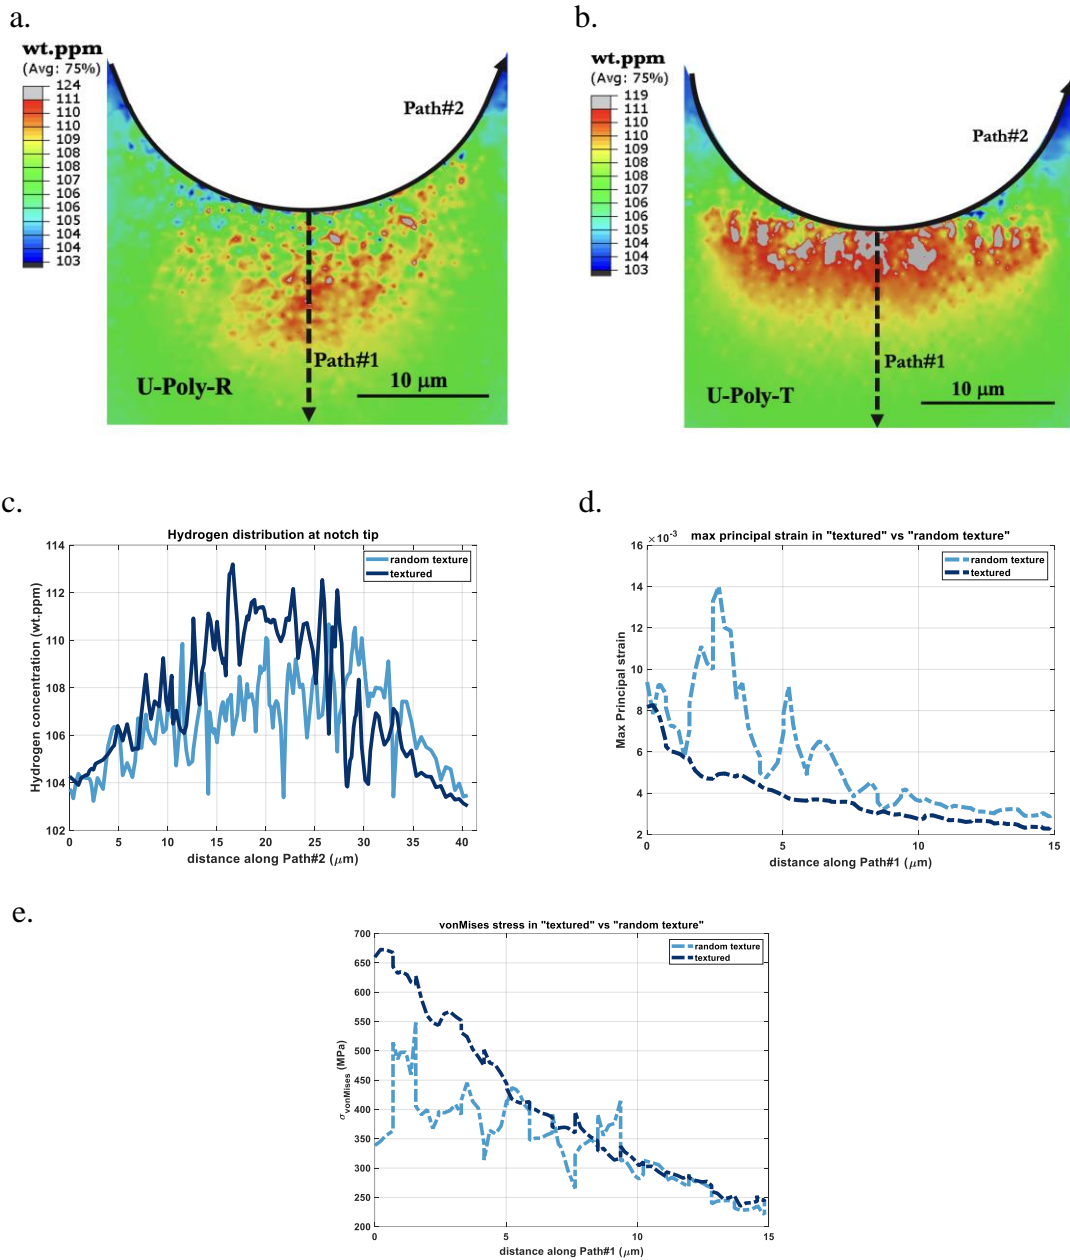 a.
wt.ppm
(Avg: 75%)
124
111
110
110
109
108
107
106
106
105
104
104
103
Path#2
Path#1
U-Poly-R
10 μm
b.
wt.ppm
(Avg: 75%)
119
111
110
110
109
108
107
106
106
105
104
104
103
Path#2
Path#1
U-Poly-T
10 μm
c.
Hydrogen distribution at notch tip
random texture
textured
Hydrogen concentration (wt.ppm)
114
112
110
108
106
104
102
0 5 10 15 20 25 30 35 40
distance along Path#2 (μm)
d.
max principal strain in "textured" vs "random texture"
×10⁻³
random texture
textured
Max Principal strain
16
14
12
10
8
6
4
2
0 5 10 15
distance along Path#1 (μm)
e.
vonMises stress in "textured" vs "random texture"
random texture
textured
σvonMises (MPa)
700
650
600
550
500
450
400
350
300
250
200
0 5 10 15
distance along Path#1 (μm)